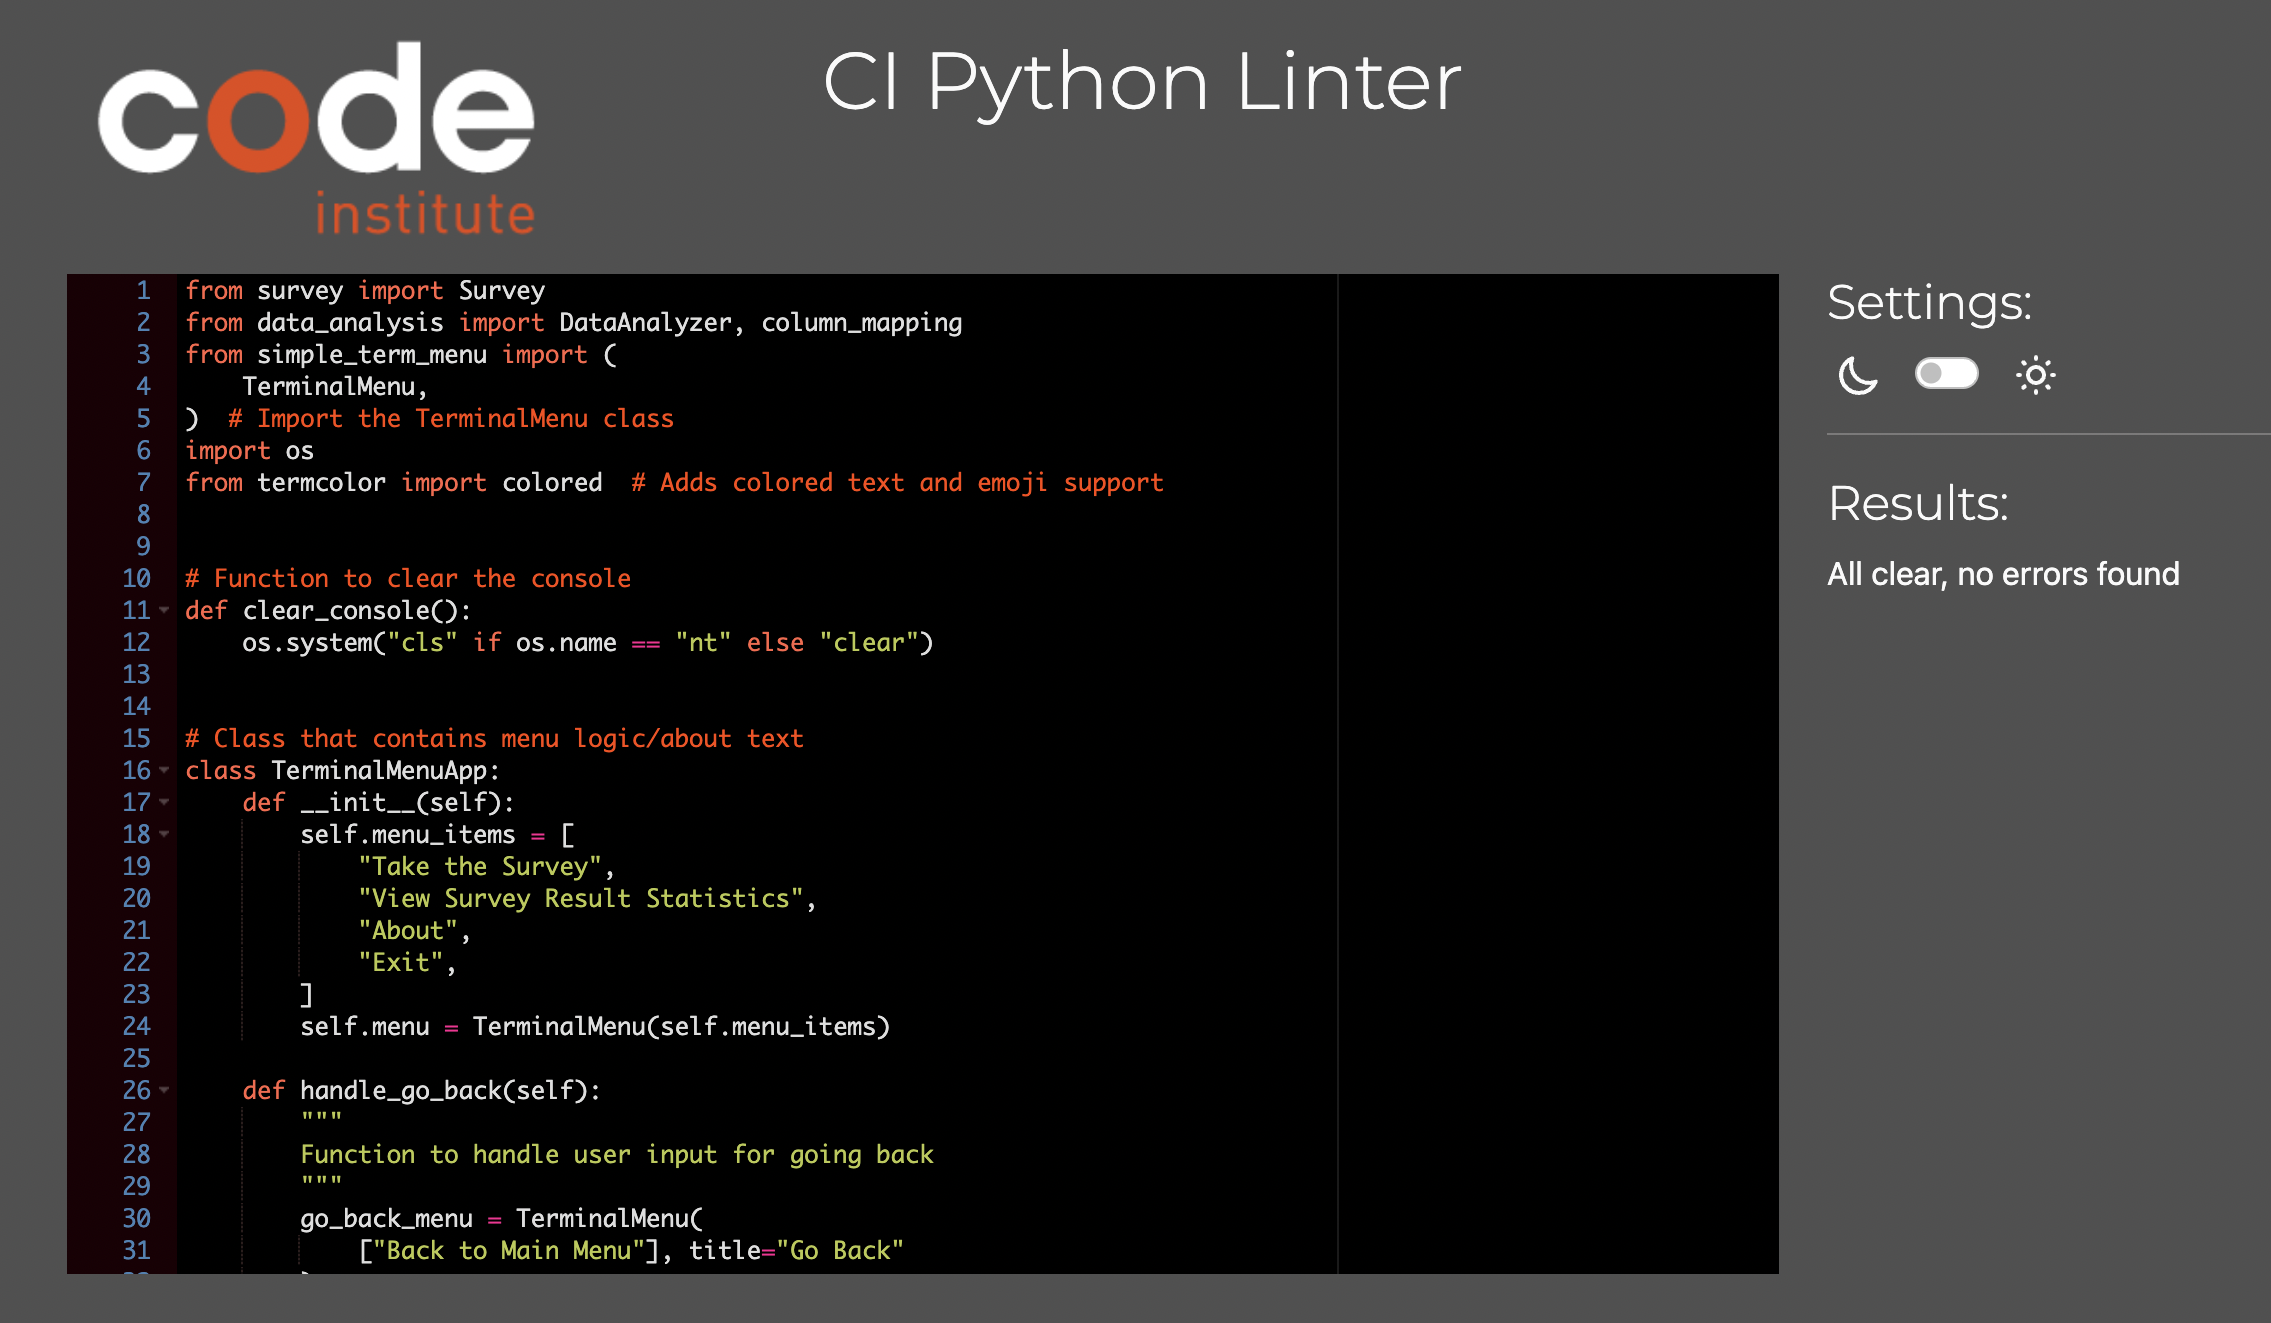 code
institute
CI Python Linter
1 from survey import Survey
2 from data_analysis import DataAnalyzer, column_mapping
3 from simple_term_menu import (
4     TerminalMenu,
5 )  # Import the TerminalMenu class
6 import os
7 from termcolor import colored  # Adds colored text and emoji support
8
9
10 # Function to clear the console
11 def clear_console():
12     os.system("cls" if os.name == "nt" else "clear")
13
14
15 # Class that contains menu logic/about text
16 class TerminalMenuApp:
17     def __init__(self):
18         self.menu_items = [
19             "Take the Survey",
20             "View Survey Result Statistics",
21             "About",
22             "Exit",
23         ]
24         self.menu = TerminalMenu(self.menu_items)
25
26     def handle_go_back(self):
27         """
28         Function to handle user input for going back
29         """
30         go_back_menu = TerminalMenu(
31             ["Back to Main Menu"], title="Go Back"
Settings:
Results:
All clear, no errors found